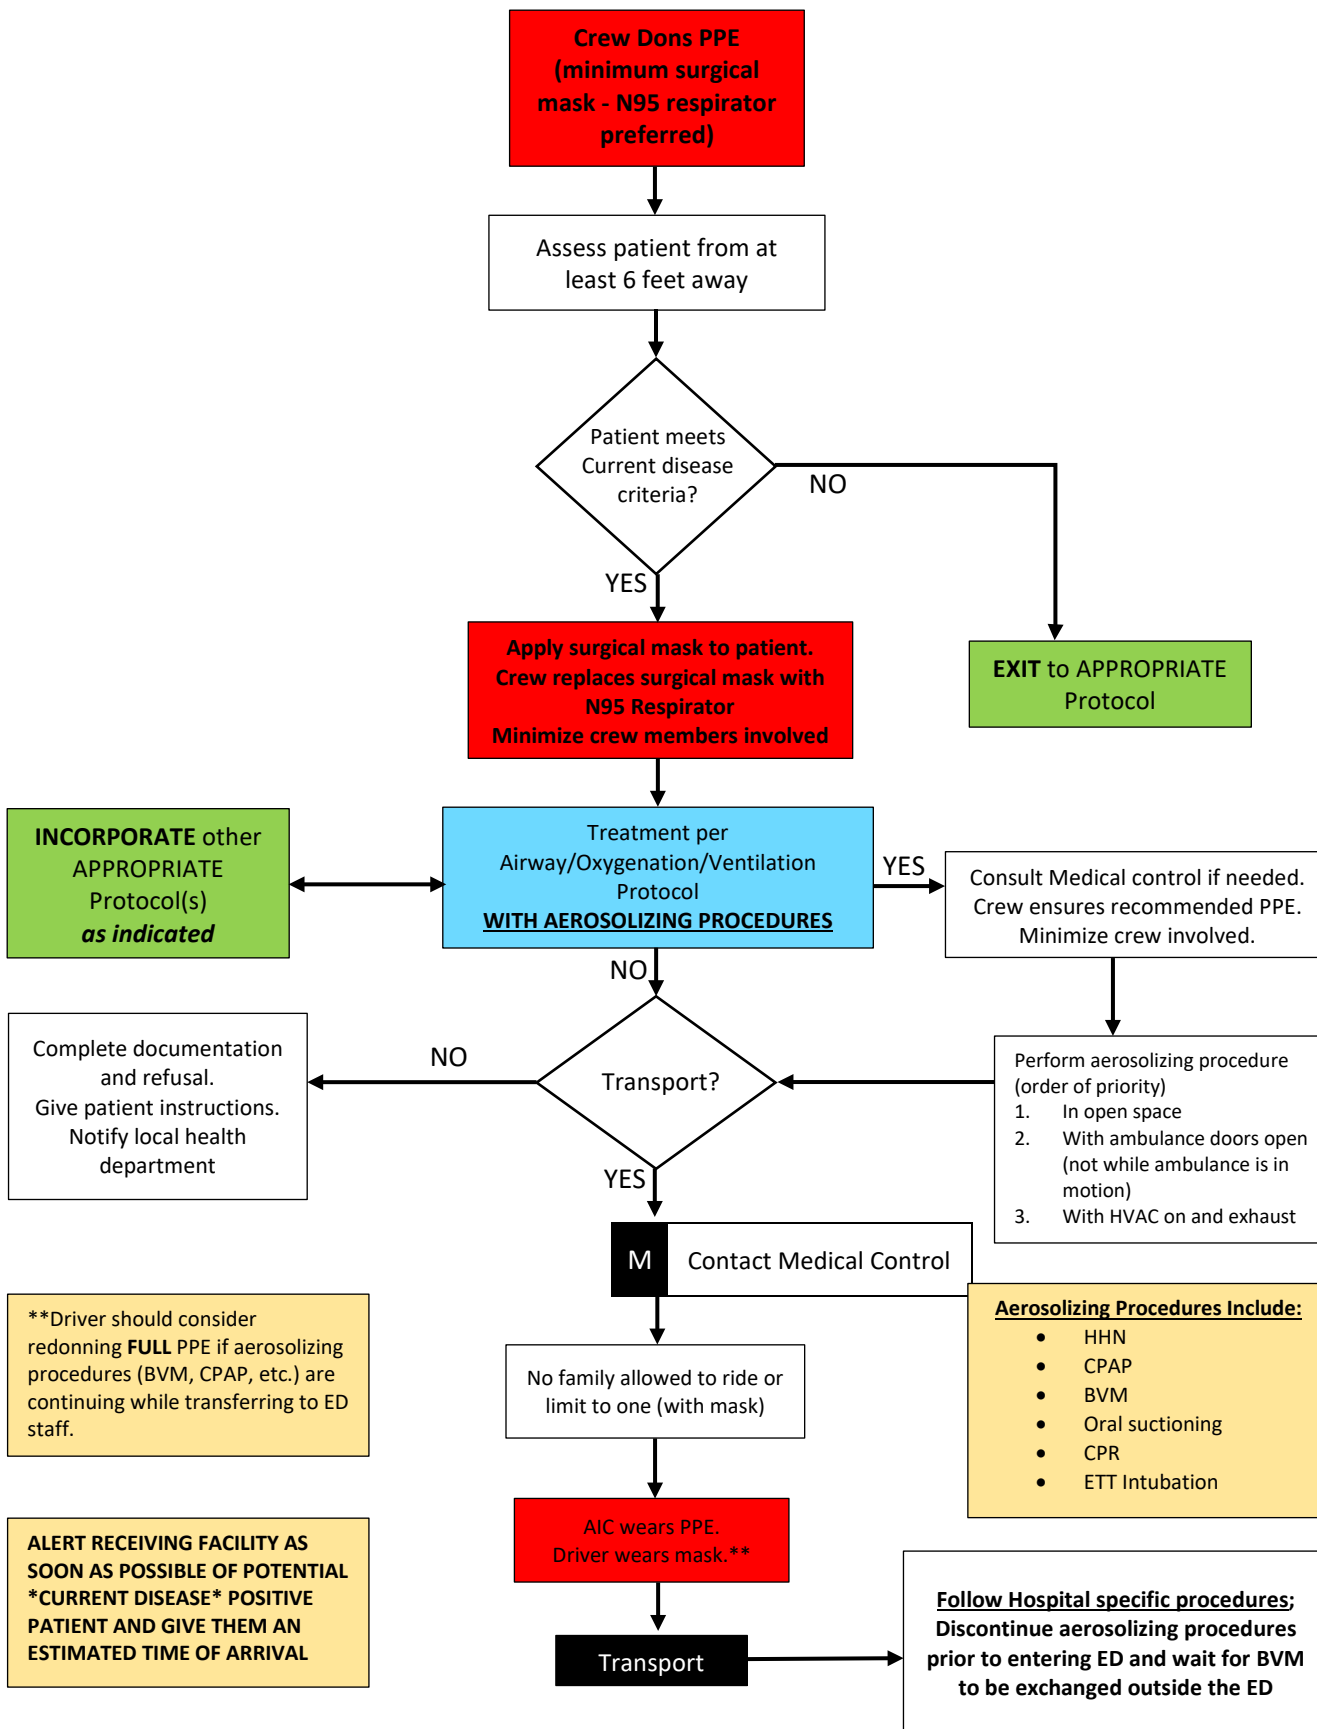 Crew Dons PPE
(minimum surgical
mask - N95 respirator
preferred)
Assess patient from at
least 6 feet away
Patient meets
Current disease
criteria?
NO
YES
Apply surgical mask to patient.
Crew replaces surgical mask with
N95 Respirator
Minimize crew members involved
EXIT to APPROPRIATE
Protocol
INCORPORATE other
APPROPRIATE
Protocol(s)
as indicated
Treatment per
Airway/Oxygenation/Ventilation
Protocol
WITH AEROSOLIZING PROCEDURES
YES
Consult Medical control if needed.
Crew ensures recommended PPE.
Minimize crew involved.
NO
Complete documentation
and refusal.
Give patient instructions.
Notify local health
department
NO
Transport?
Perform aerosolizing procedure
(order of priority)
1. In open space
2. With ambulance doors open
(not while ambulance is in
motion)
3. With HVAC on and exhaust
YES
M Contact Medical Control
**Driver should consider
redonning FULL PPE if aerosolizing
procedures (BVM, CPAP, etc.) are
continuing while transferring to ED
staff.
No family allowed to ride or
limit to one (with mask)
Aerosolizing Procedures Include:
• HHN
• CPAP
• BVM
• Oral suctioning
• CPR
• ETT Intubation
ALERT RECEIVING FACILITY AS
SOON AS POSSIBLE OF POTENTIAL
*CURRENT DISEASE* POSITIVE
PATIENT AND GIVE THEM AN
ESTIMATED TIME OF ARRIVAL
AIC wears PPE.
Driver wears mask.**
Transport
Follow Hospital specific procedures;
Discontinue aerosolizing procedures
prior to entering ED and wait for BVM
to be exchanged outside the ED